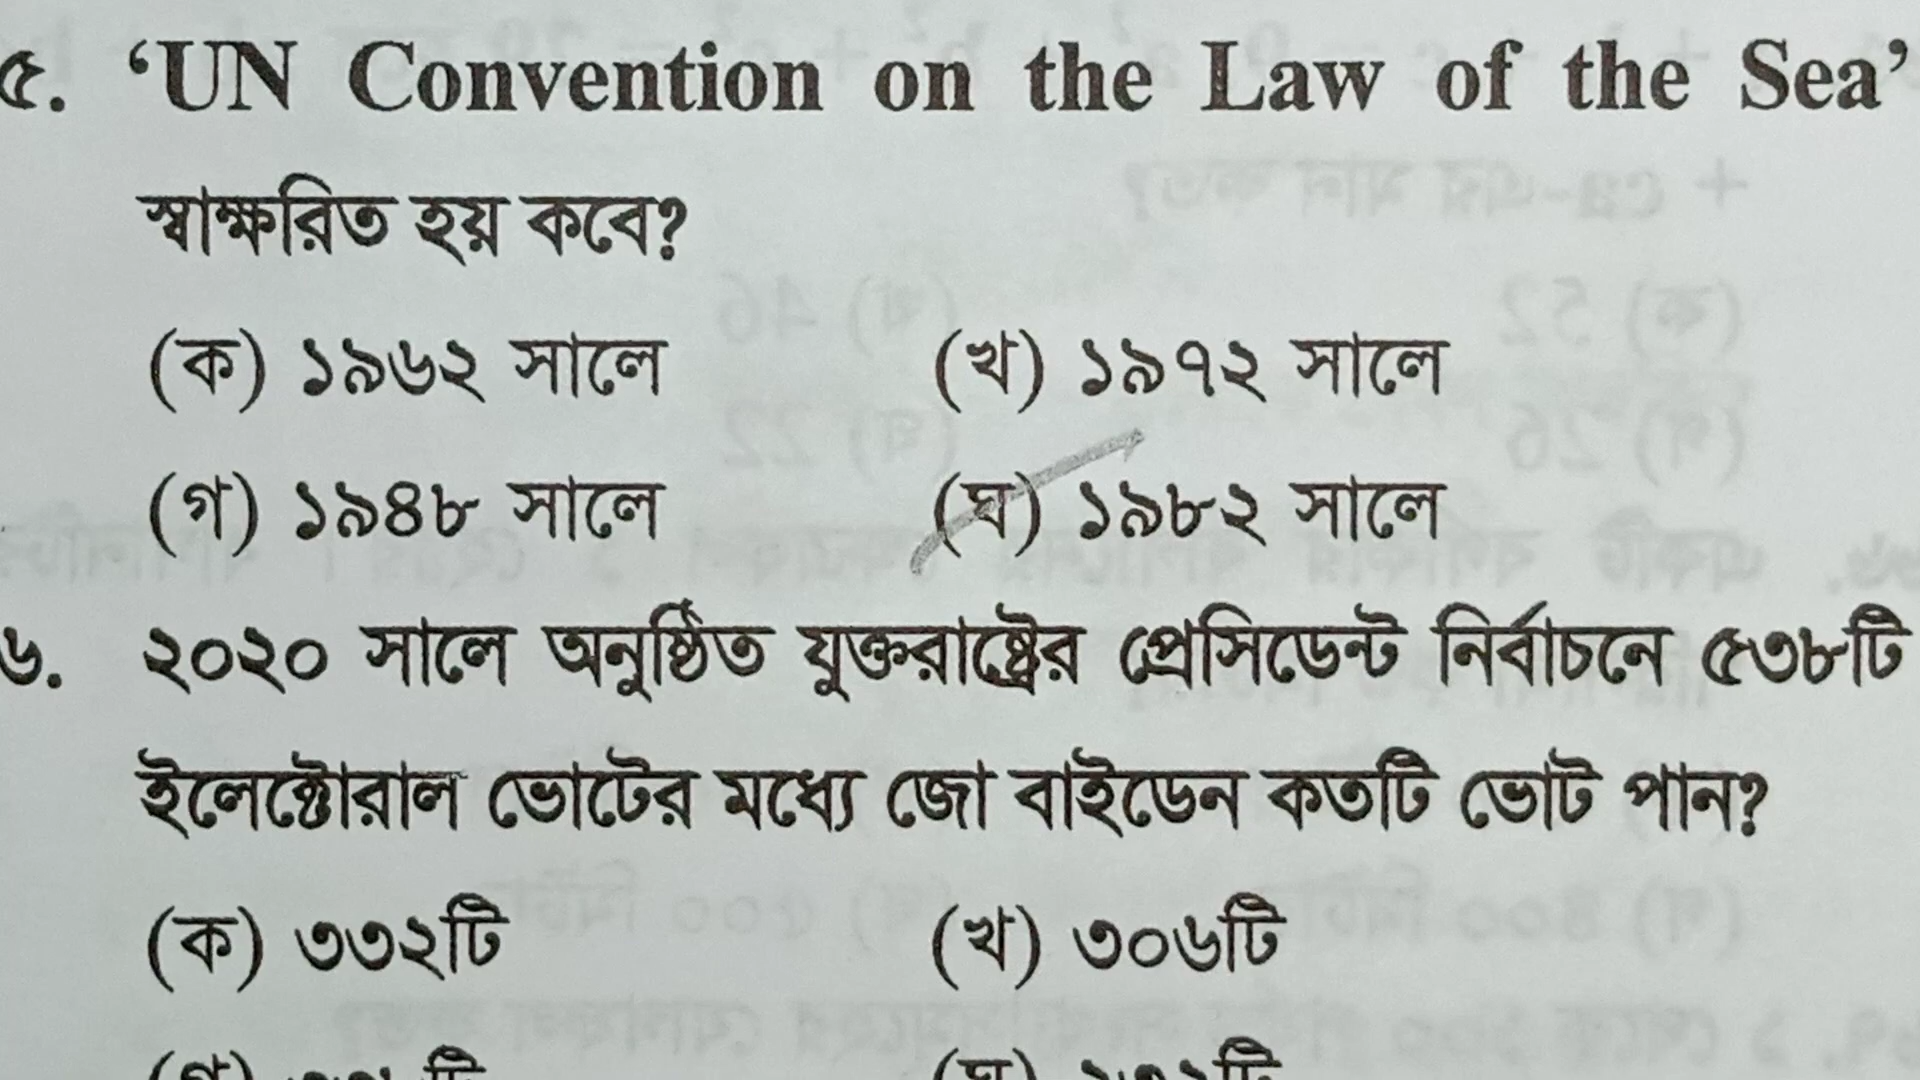 ৫. ‘UN Convention on the Law of the Sea’
স্বাক্ষরিত হয় কবে?
(ক) ১৯৬২ সালে (খ) ১৯৭২ সালে
(গ) ১৯৪৮ সালে (ঘ) ১৯৮২ সালে
৬. ২০২০ সালে অনুষ্ঠিত যুক্তরাষ্ট্রের প্রেসিডেন্ট নির্বাচনে ৫৩৮টি
ইলেক্টোরাল ভোটের মধ্যে জো বাইডেন কতটি ভোট পান?
(ক) ৩৩২টি (খ) ৩০৬টি
(গ) (ঘ)